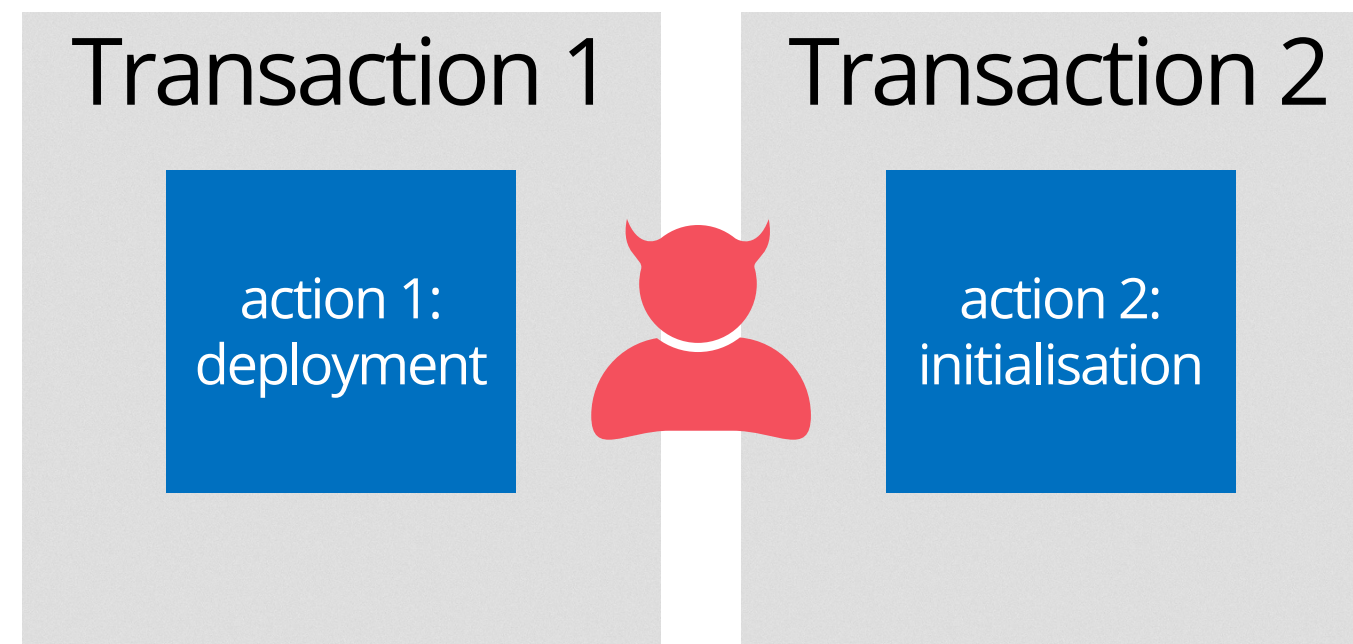 Transaction 1
action 1:
deployment
Transaction 2
action 2:
initialisation